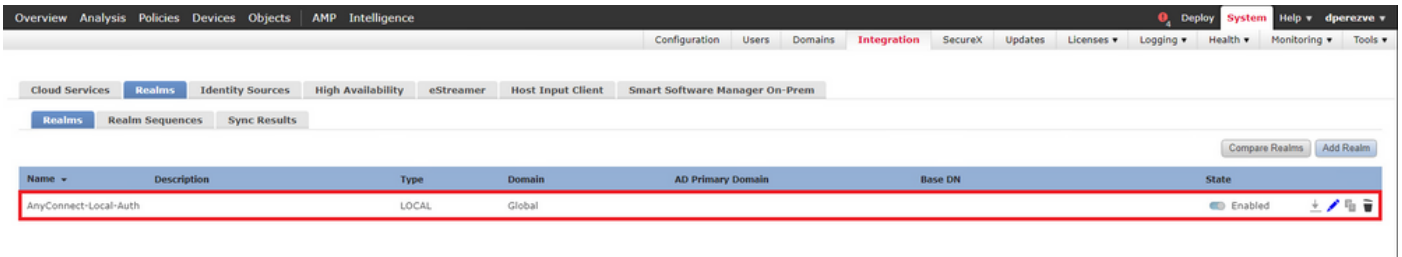 Overview Analysis Policies Devices Objects AMP Intelligence 4 Deploy System Help dperezve
Configuration Users Domains Integration SecureX Updates Licenses Logging Health Monitoring Tools
Cloud Services Realms Identity Sources High Availability eStreamer Host Input Client Smart Software Manager On-Prem
Realms Realm Sequences Sync Results
Compare Realms Add Realm
Name Description Type Domain AD Primary Domain Base DN State
AnyConnect-Local-Auth LOCAL Global Enabled